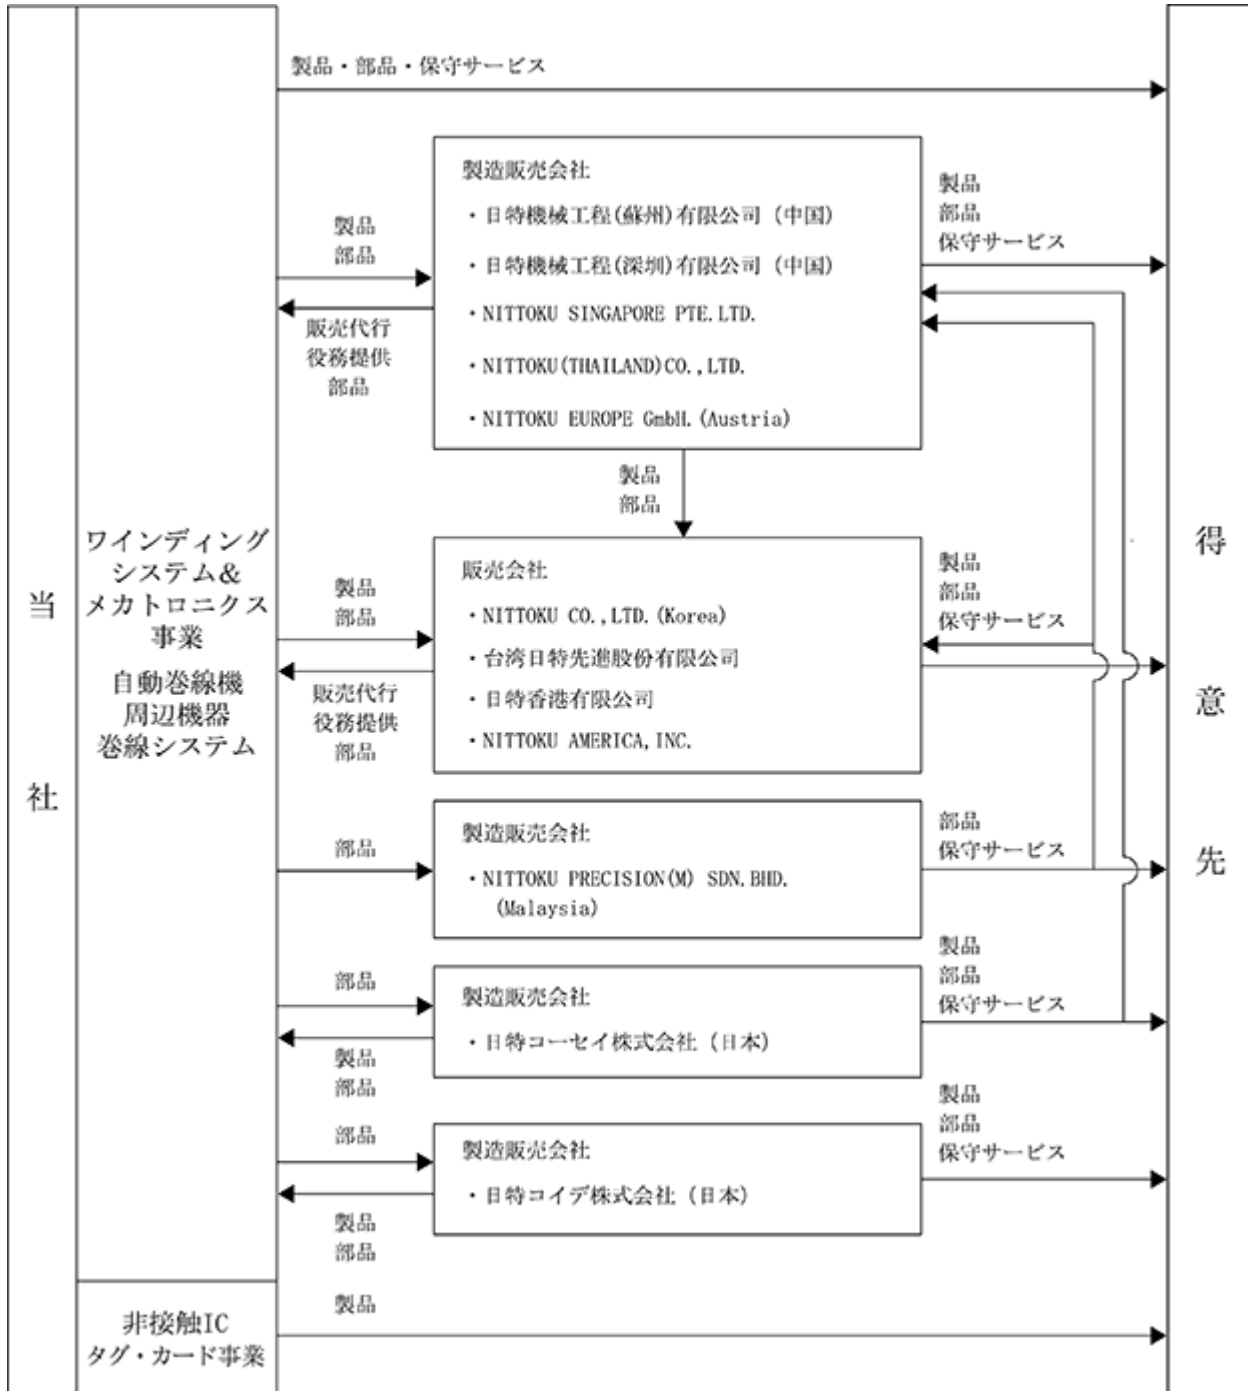 当社
ワインディング
システム&
メカトロニクス
事業
自動巻線機
周辺機器
巻線システム
製品・部品・保守サービス
製品
部品
販売代行
役務提供
部品
製造販売会社
・日特機械工程(蘇州)有限公司 (中国)
・日特機械工程(深圳)有限公司 (中国)
・NITTOKU SINGAPORE PTE.LTD.
・NITTOKU(THAILAND)CO.,LTD.
・NITTOKU EUROPE GmbH.(Austria)
製品
部品
保守サービス
製品
部品
製品
部品
販売代行
役務提供
部品
販売会社
・NITTOKU CO.,LTD.(Korea)
・台湾日特先進股份有限公司
・日特香港有限公司
・NITTOKU AMERICA,INC.
製品
部品
保守サービス
部品
製造販売会社
・NITTOKU PRECISION(M) SDN.BHD.
(Malaysia)
部品
保守サービス
部品
製品
部品
製造販売会社
・日特コーセイ株式会社 (日本)
製品
部品
保守サービス
部品
製品
部品
製造販売会社
・日特コイデ株式会社 (日本)
製品
部品
保守サービス
非接触IC
タグ・カード事業
製品
得意先